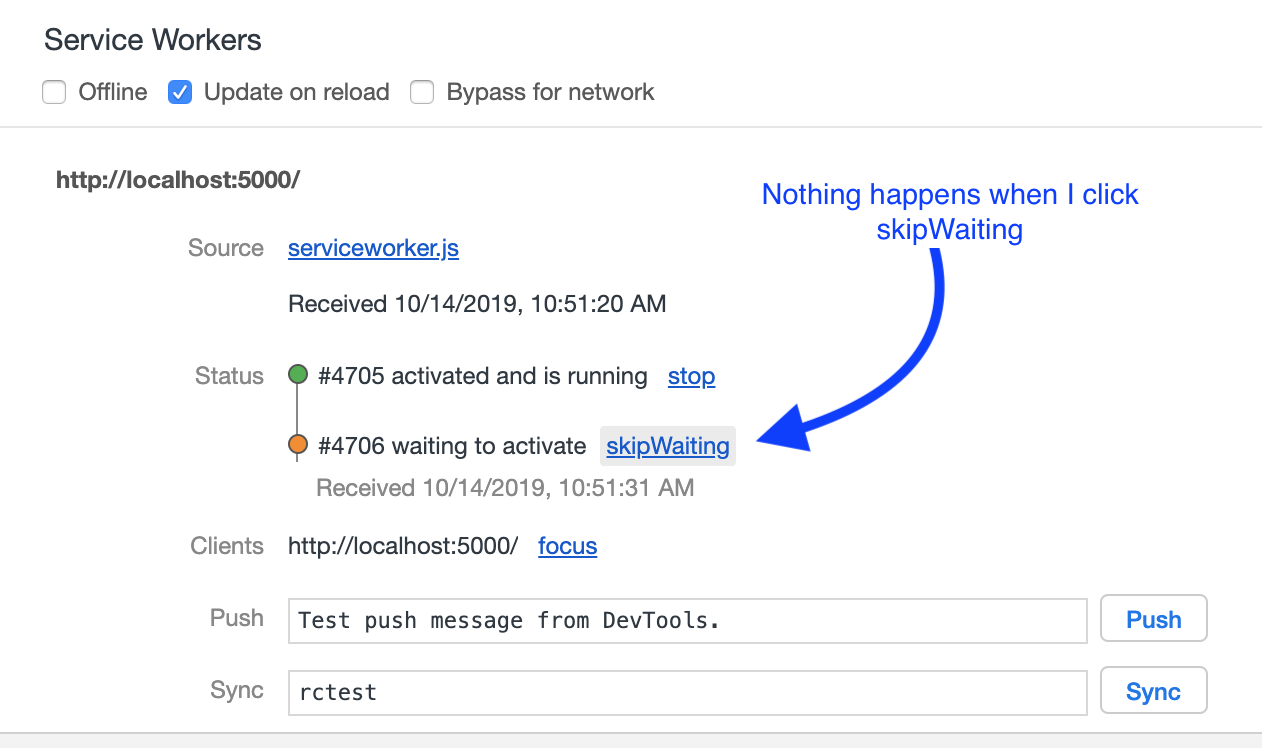 Service Workers
Offline Update on reload Bypass for network
http://localhost:5000/
Nothing happens when I click
skipWaiting
Source serviceworker.js
Received 10/14/2019, 10:51:20 AM
Status #4705 activated and is running stop
#4706 waiting to activate skipWaiting
Received 10/14/2019, 10:51:31 AM
Clients http://localhost:5000/ focus
Push Test push message from DevTools. Push
Sync rctest Sync